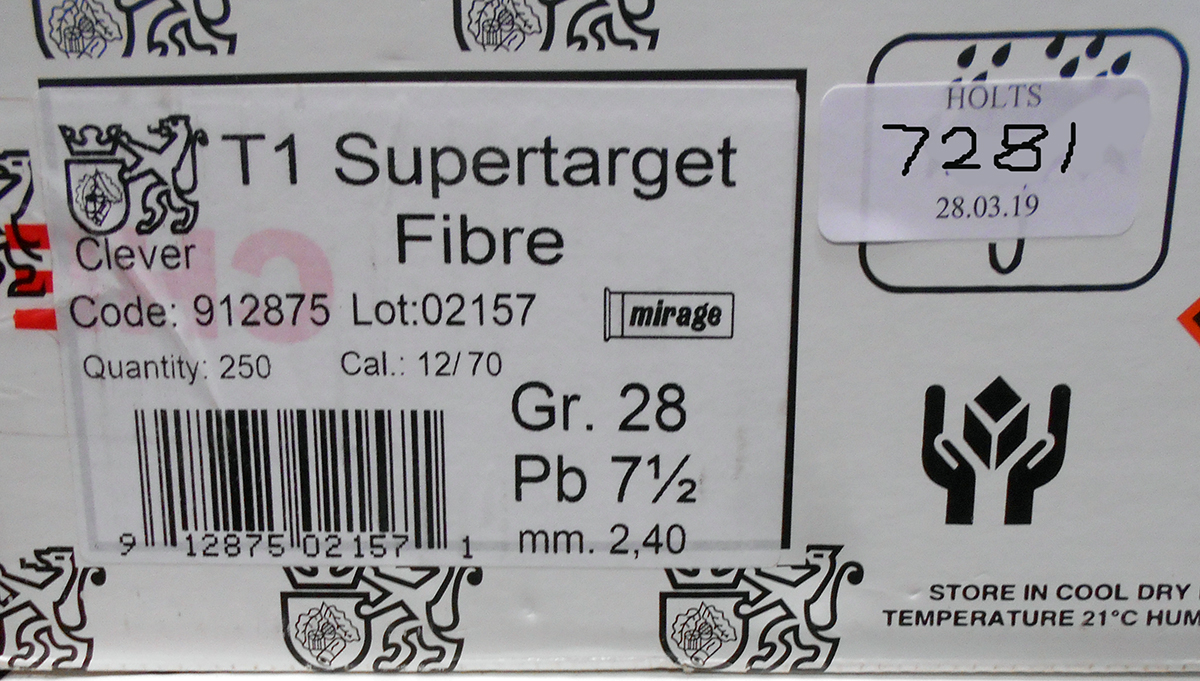 T1 Supertarget
Fibre
Clever
Code: 912875 Lot:02157
mirage
Quantity: 250 Cal.: 12/70
Gr. 28
Pb 7½
mm. 2,40
9 12875 02157 1
HOLTS
7281
28.03.19
STORE IN COOL DRY
TEMPERATURE 21°C HUM